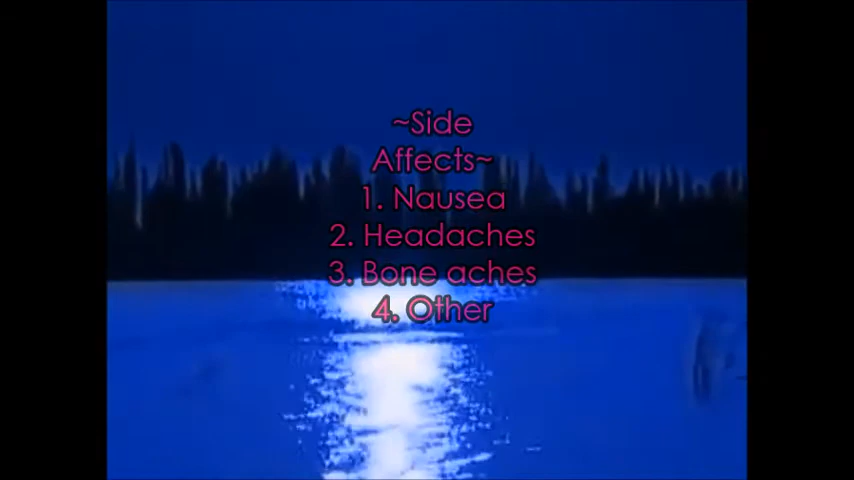 ~Side
Affects~
1. Nausea
2. Headaches
3. Bone aches
4. Other